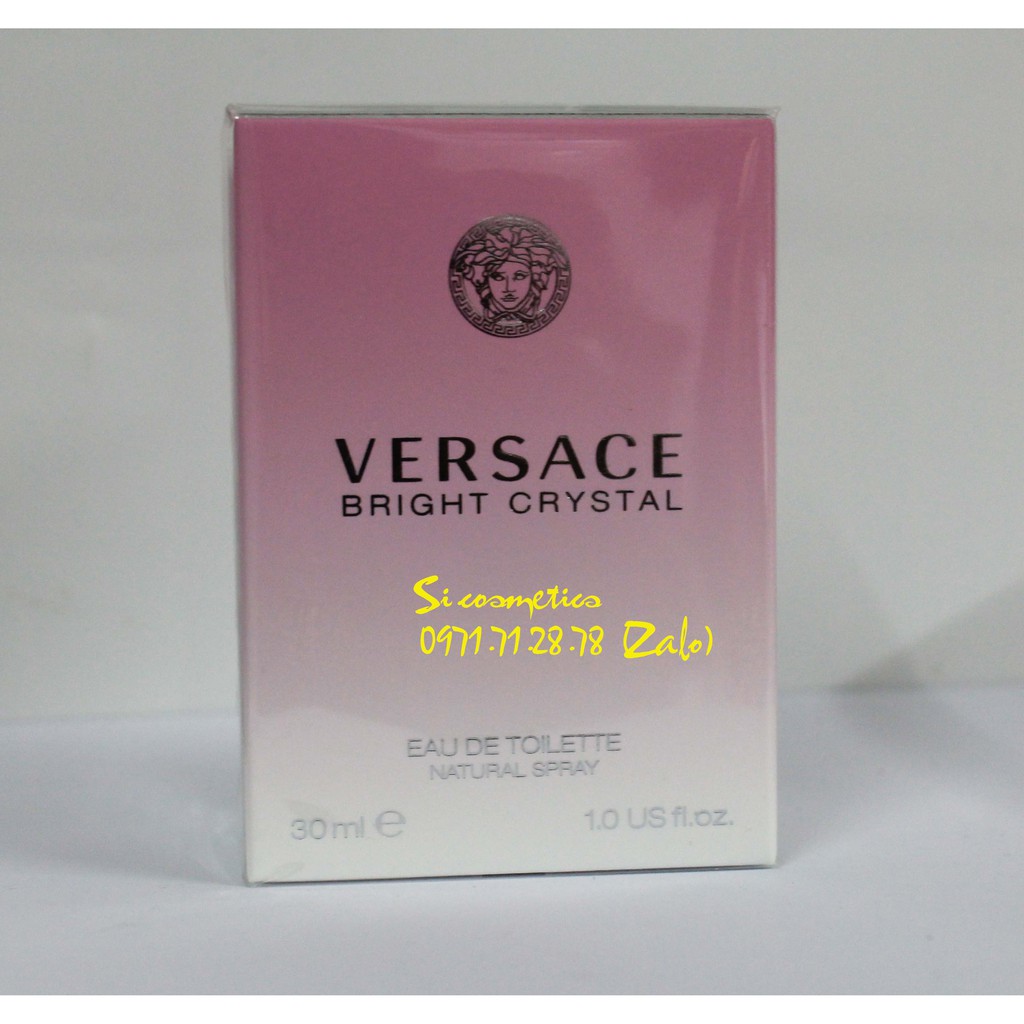 VERSACE
BRIGHT CRYSTAL
Si cosmetics
0971.71.28.78 (Zalo)
EAU DE TOILETTE
NATURAL SPRAY
30 ml ℮
1.0 US fl.oz.